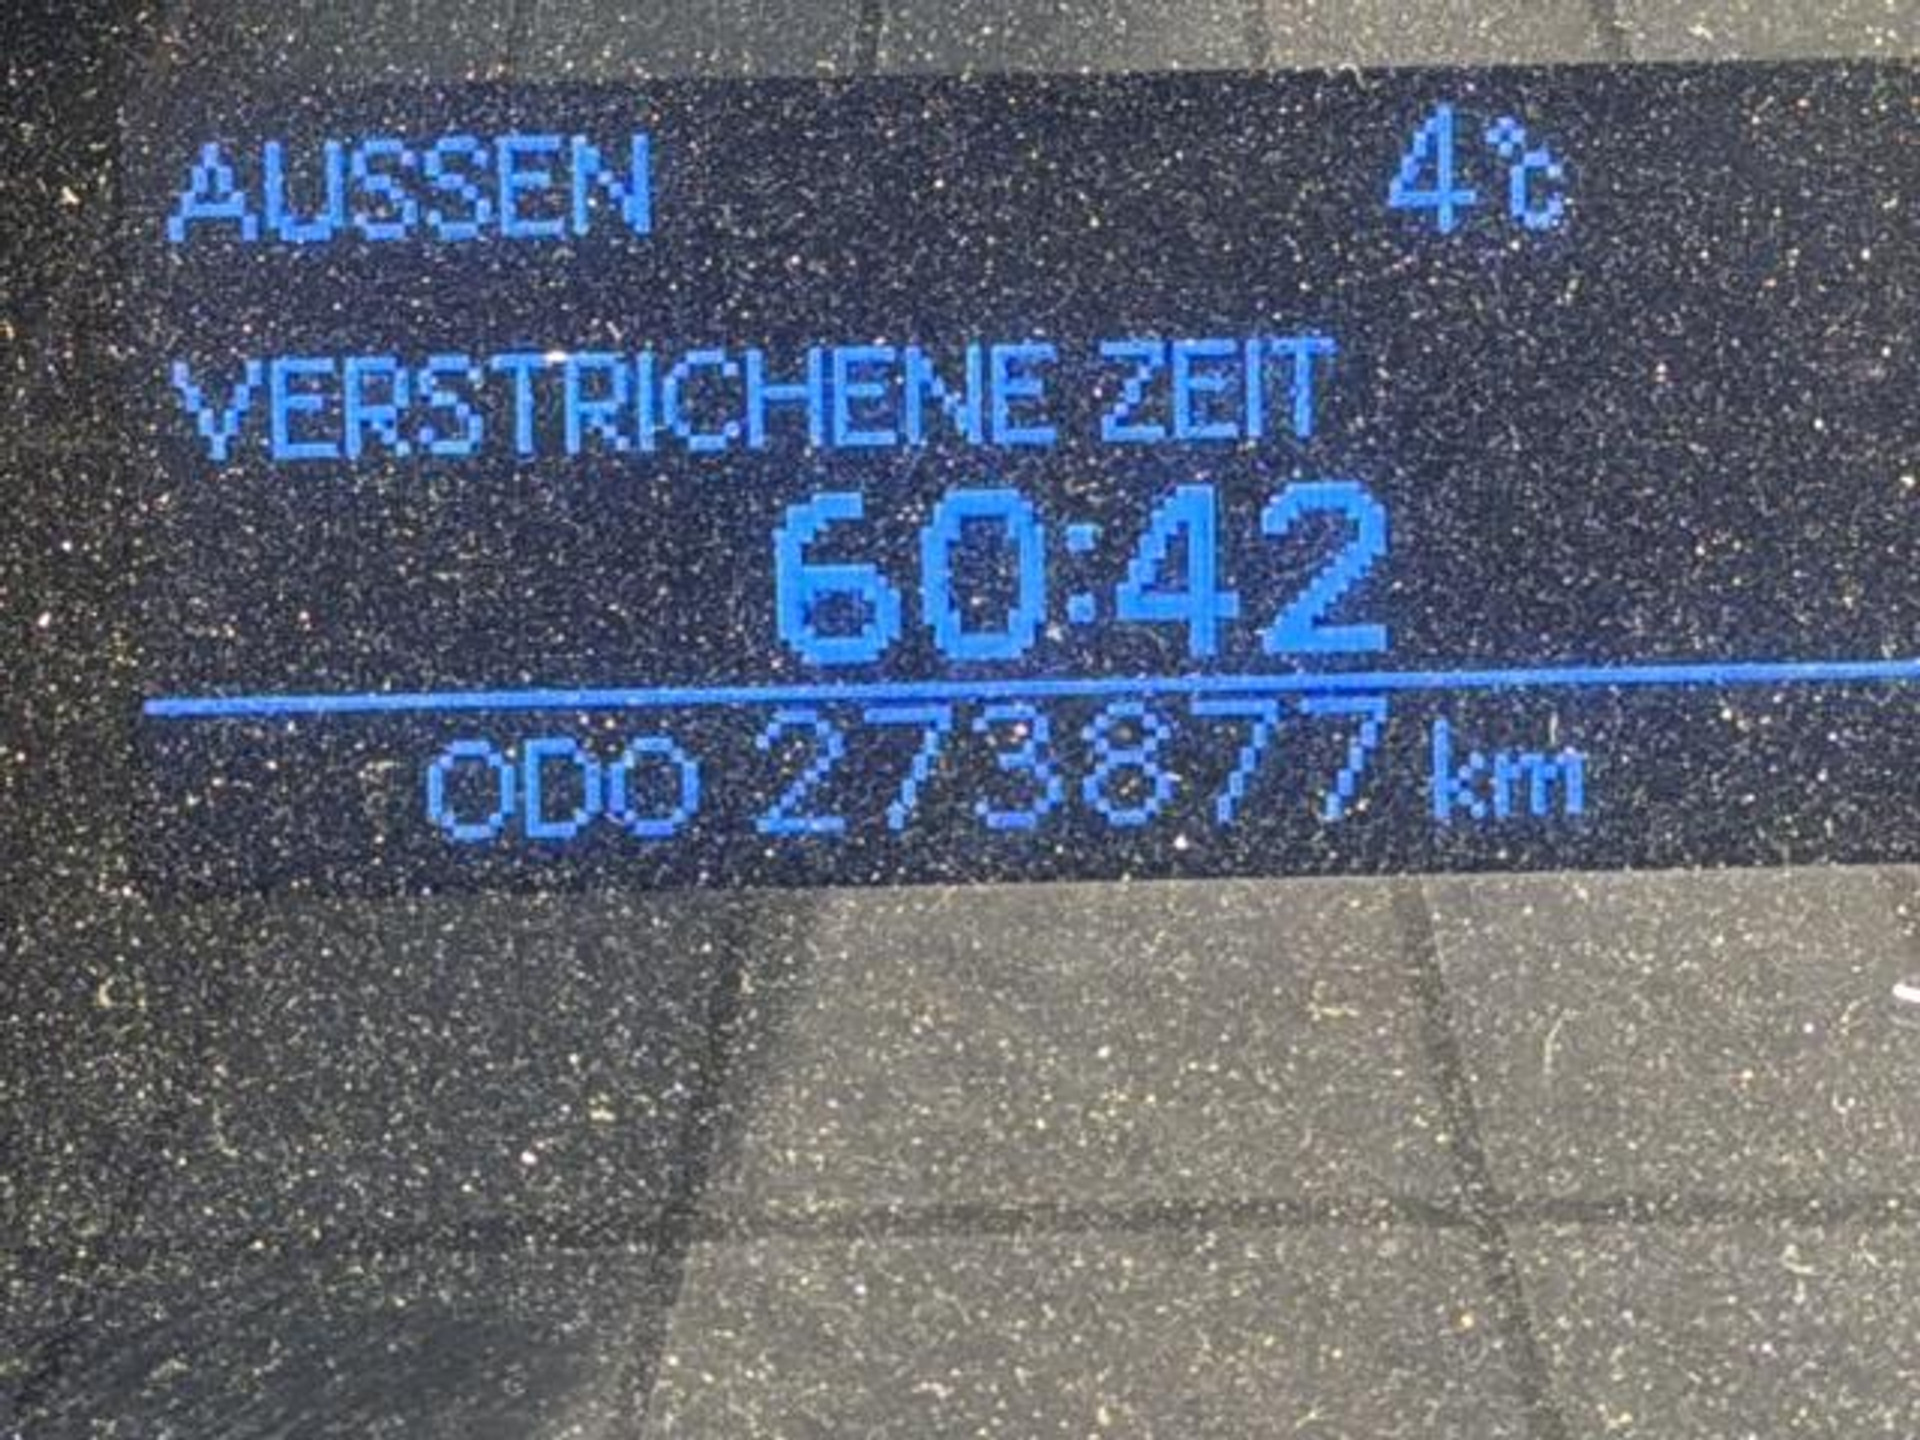 AUSSEN 4°C
VERSTRICHENE ZEIT
60:42
ODO 273877 km